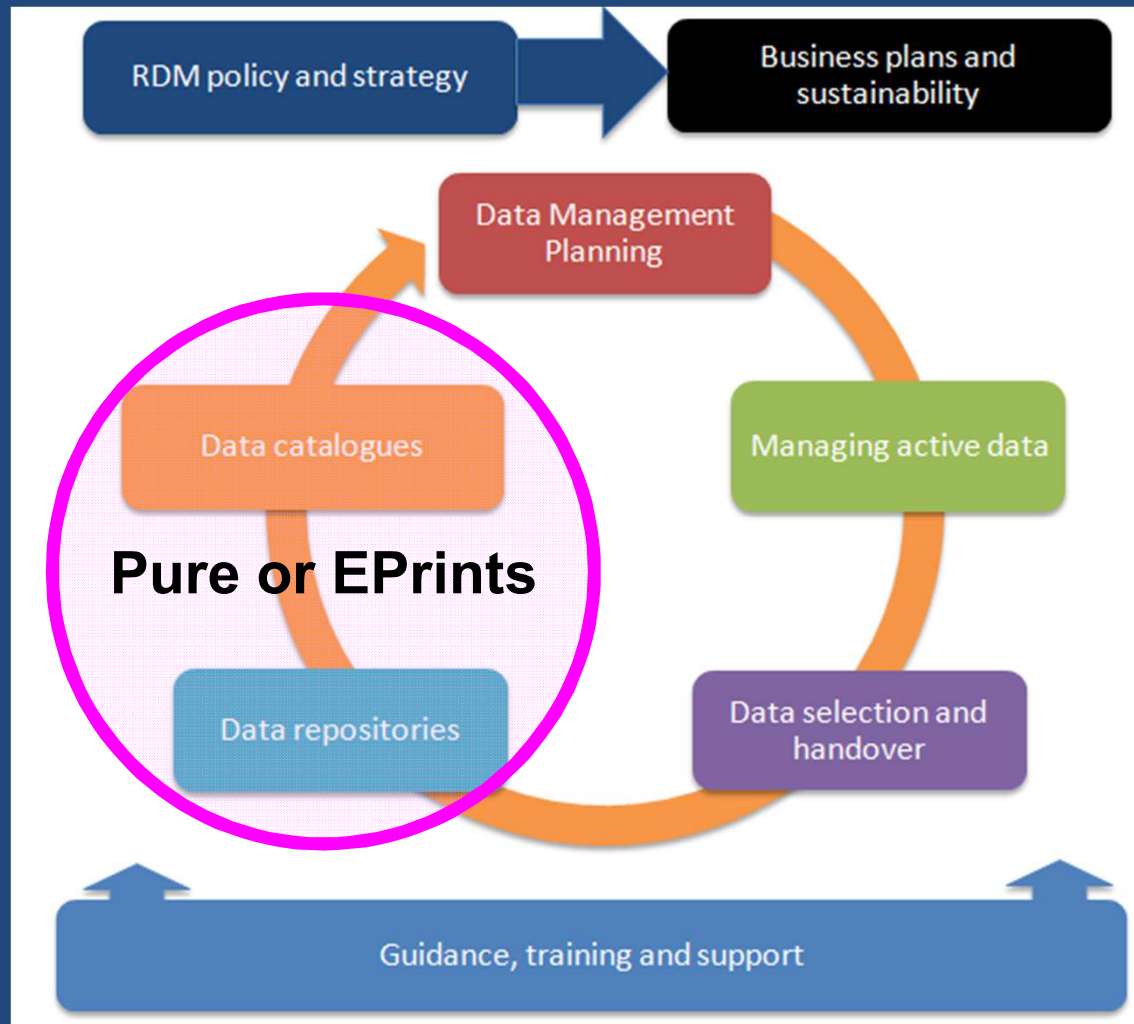 RDM policy and strategy
Business plans and
sustainability
Data Management
Planning
Data catalogues
Managing active data
Pure or EPrints
Data repositories
Data selection and
handover
Guidance, training and support